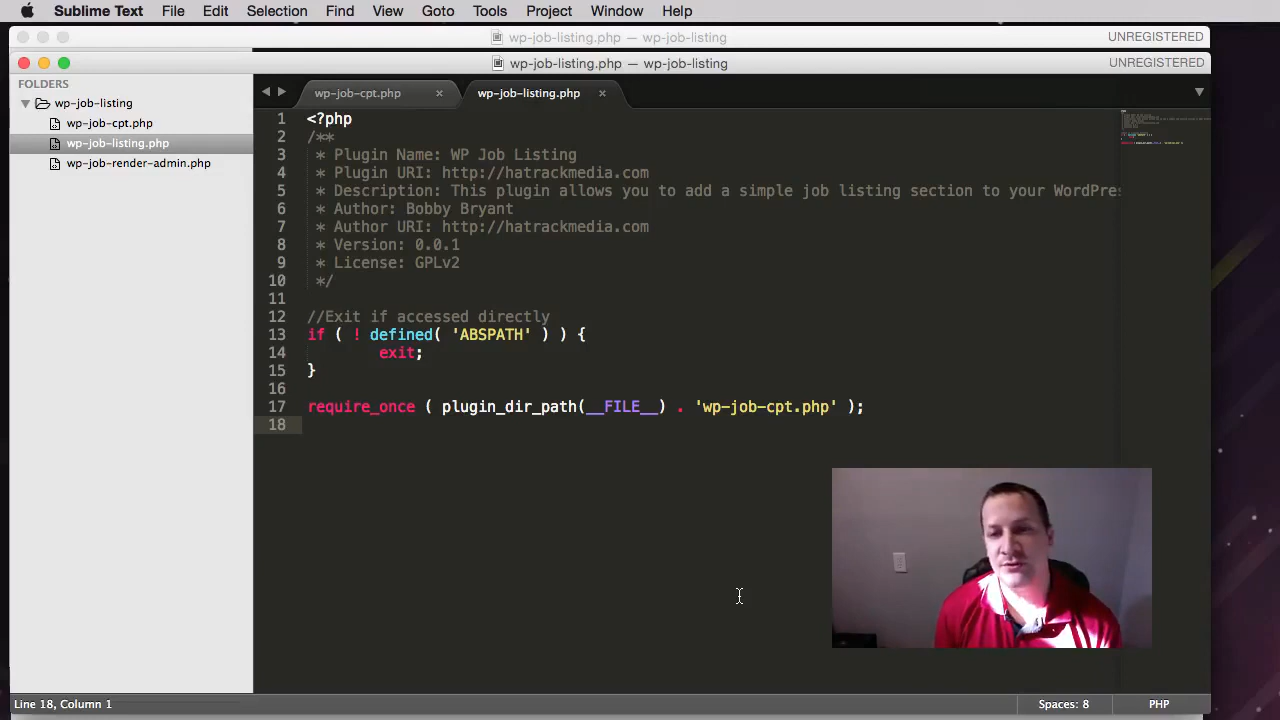 Sublime Text File Edit Selection Find View Goto Tools Project Window Help
wp-job-listing.php — wp-job-listing UNREGISTERED
wp-job-listing.php — wp-job-listing UNREGISTERED
FOLDERS
wp-job-listing
wp-job-cpt.php
wp-job-listing.php
wp-job-render-admin.php
wp-job-cpt.php × wp-job-listing.php ×
1 <?php
2 /**
3 * Plugin Name: WP Job Listing
4 * Plugin URI: http://hatrackmedia.com
5 * Description: This plugin allows you to add a simple job listing section to your WordPres
6 * Author: Bobby Bryant
7 * Author URI: http://hatrackmedia.com
8 * Version: 0.0.1
9 * License: GPLv2
10 */
11
12 //Exit if accessed directly
13 if ( ! defined( 'ABSPATH' ) ) {
14 exit;
15 }
16
17 require_once ( plugin_dir_path(__FILE__) . 'wp-job-cpt.php' );
18
Line 18, Column 1 Spaces: 8 PHP